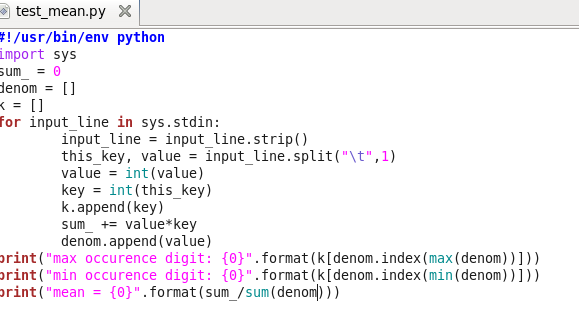 test_mean.py
#!/usr/bin/env python
import sys
sum_ = 0
denom = []
k = []
for input_line in sys.stdin:
        input_line = input_line.strip()
        this_key, value = input_line.split("\t",1)
        value = int(value)
        key = int(this_key)
        k.append(key)
        sum_ += value*key
        denom.append(value)
print("max occurence digit: {0}".format(k[denom.index(max(denom))]))
print("min occurence digit: {0}".format(k[denom.index(min(denom))]))
print("mean = {0}".format(sum_/sum(denom)))